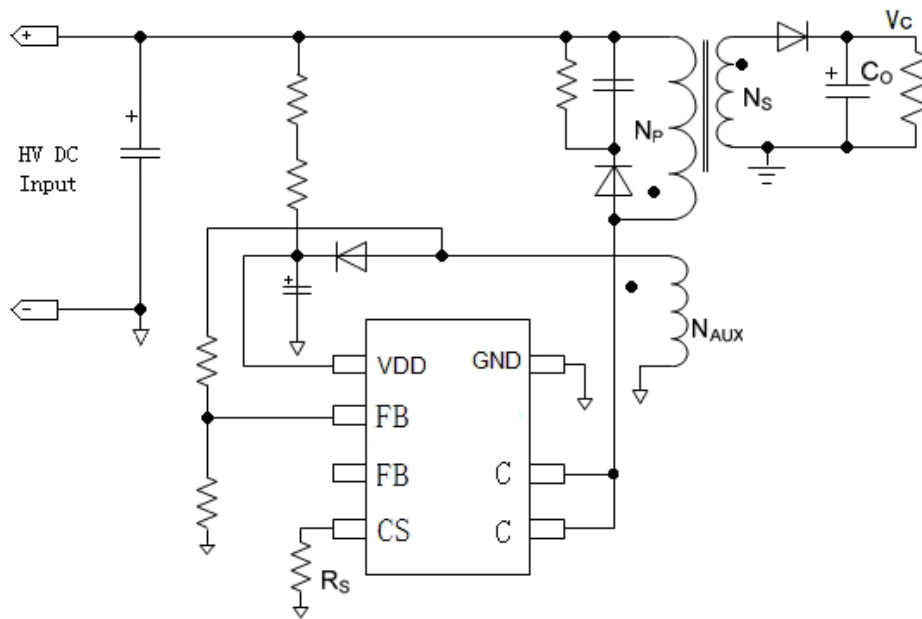 +
Vc
+
+
Co
Ns
Np
HV DC
Input
+
NAUX
-
VDD
GND
FB
FB
C
CS
C
Rs